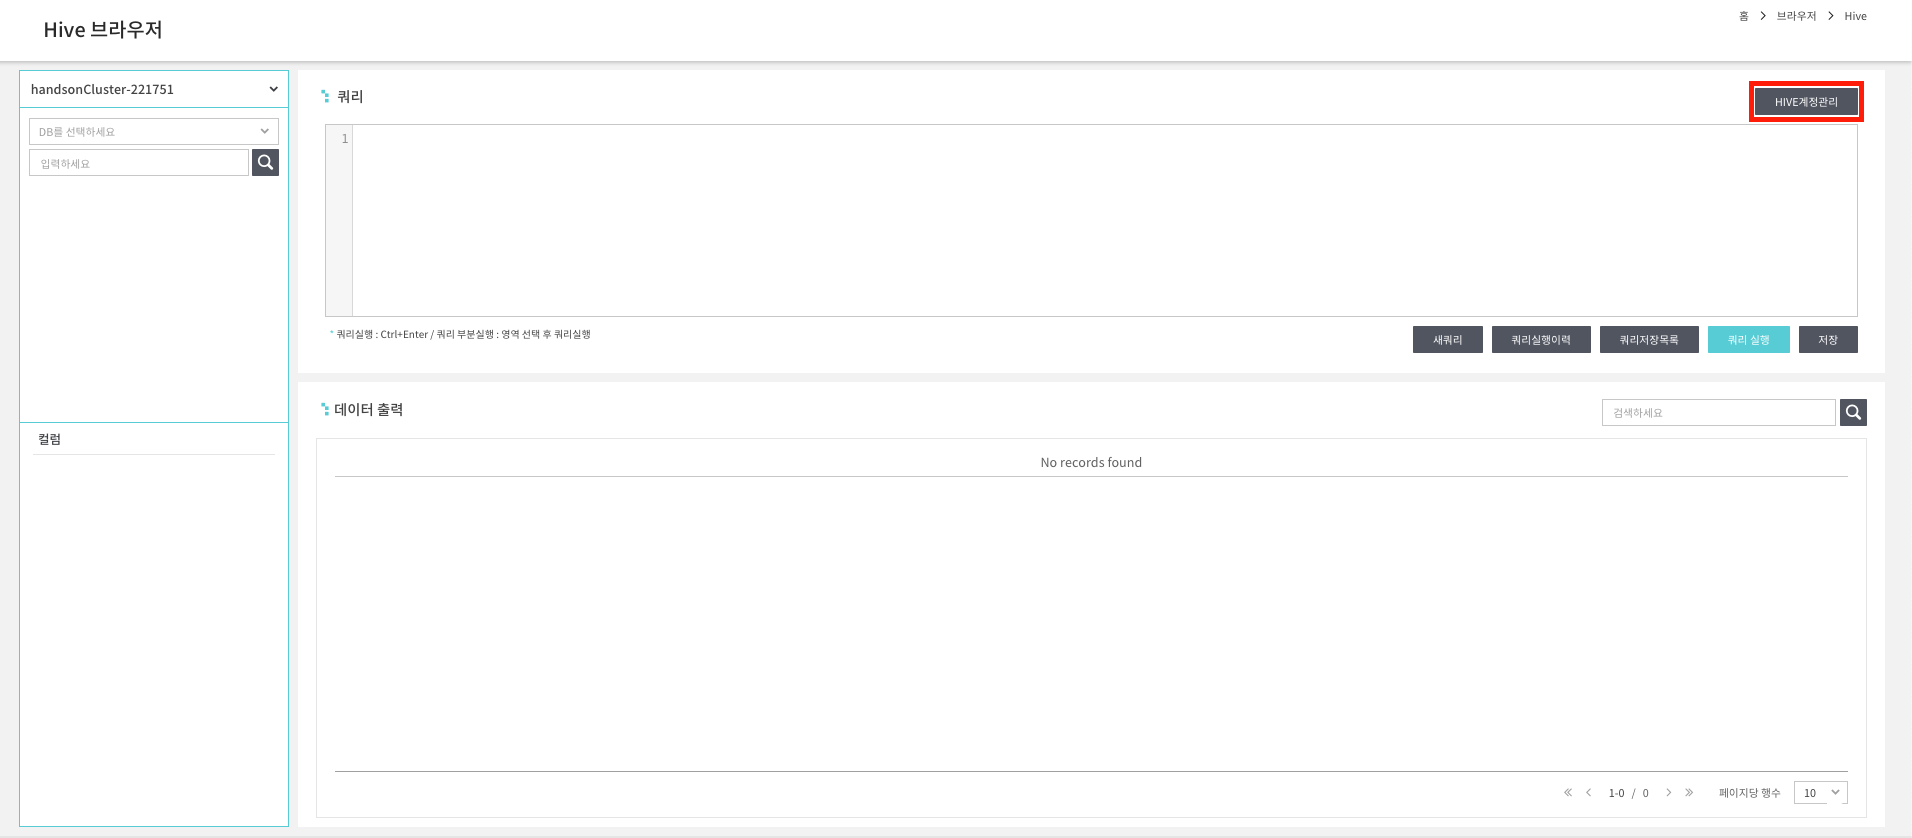 Hive 브라우저
홈 > 브라우저 > Hive
handsonCluster-221751
DB를 선택하세요
입력하세요
컬럼
쿼리
HIVE계정관리
1
* 쿼리실행 : Ctrl+Enter / 쿼리 부분실행 : 영역 선택 후 쿼리실행
새쿼리 쿼리실행이력 쿼리저장목록 쿼리 실행 저장
데이터 출력
검색하세요
No records found
« < 1-0 / 0 > » 페이지당 행수 10